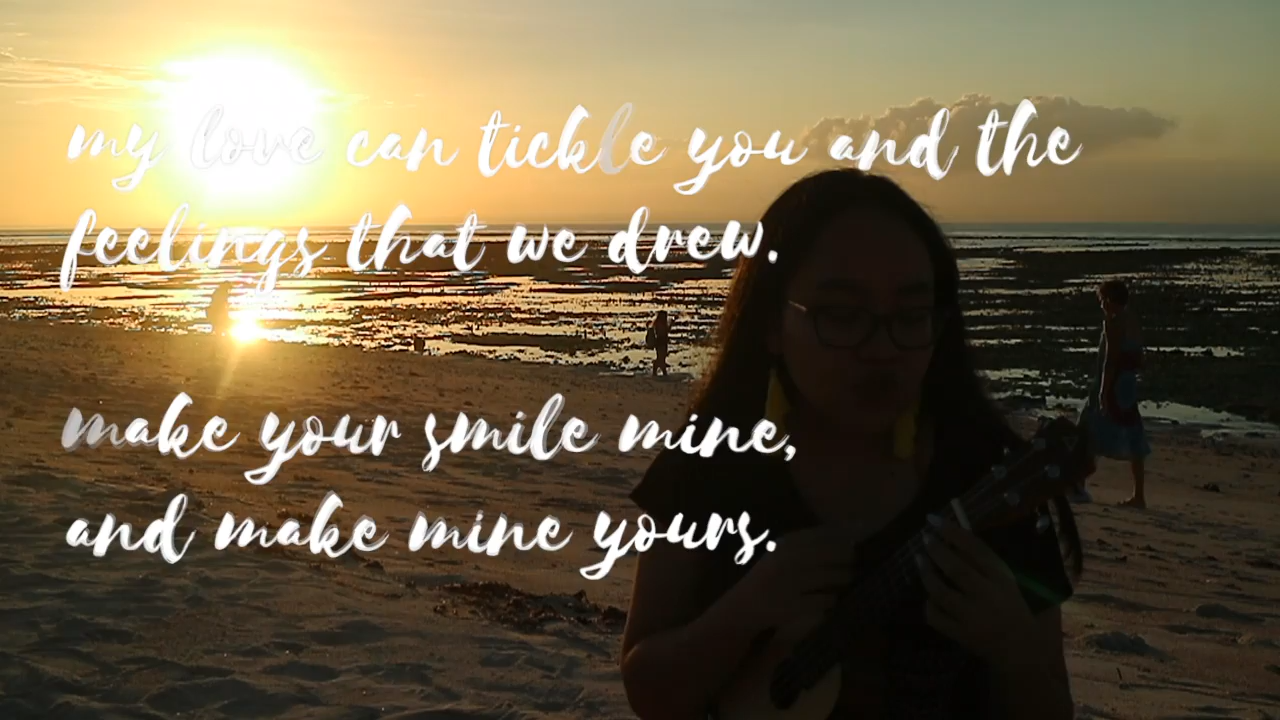 my love can tickle you and the
feelings that we drew.
make your smile mine,
and make mine yours.